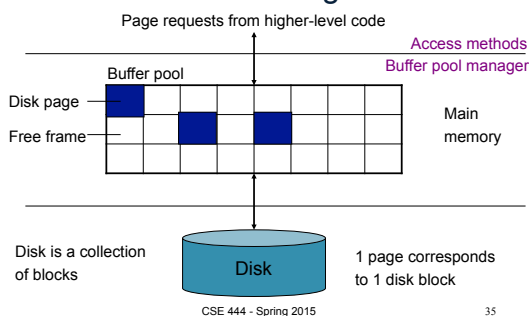 Page requests from higher-level code
Access methods
Buffer pool manager
Buffer pool
Disk page
Free frame
Main
memory
Disk is a collection
of blocks
Disk
1 page corresponds
to 1 disk block
CSE 444 - Spring 2015
35